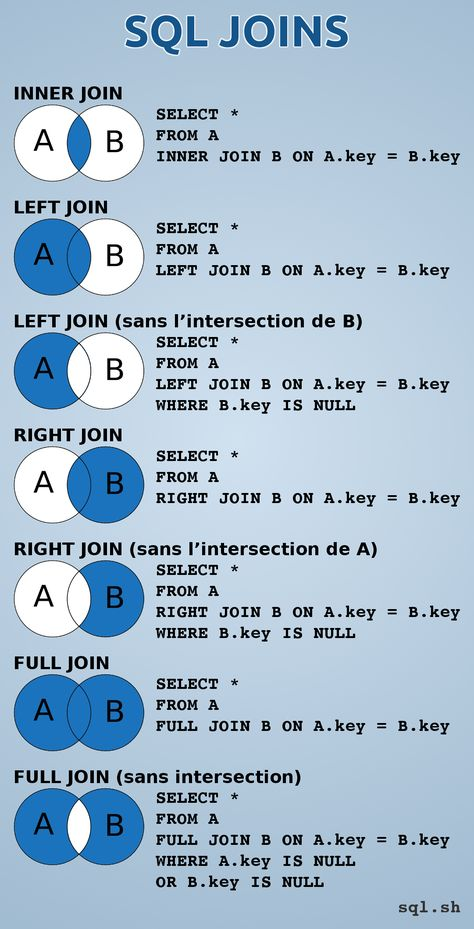 SQL JOINS
INNER JOIN
A B
SELECT *
FROM A
INNER JOIN B ON A.key = B.key
LEFT JOIN
A B
SELECT *
FROM A
LEFT JOIN B ON A.key = B.key
LEFT JOIN (sans l’intersection de B)
A B
SELECT *
FROM A
LEFT JOIN B ON A.key = B.key
WHERE B.key IS NULL
RIGHT JOIN
A B
SELECT *
FROM A
RIGHT JOIN B ON A.key = B.key
RIGHT JOIN (sans l’intersection de A)
A B
SELECT *
FROM A
RIGHT JOIN B ON A.key = B.key
WHERE B.key IS NULL
FULL JOIN
A B
SELECT *
FROM A
FULL JOIN B ON A.key = B.key
FULL JOIN (sans intersection)
A B
SELECT *
FROM A
FULL JOIN B ON A.key = B.key
WHERE A.key IS NULL
OR B.key IS NULL
sql.sh